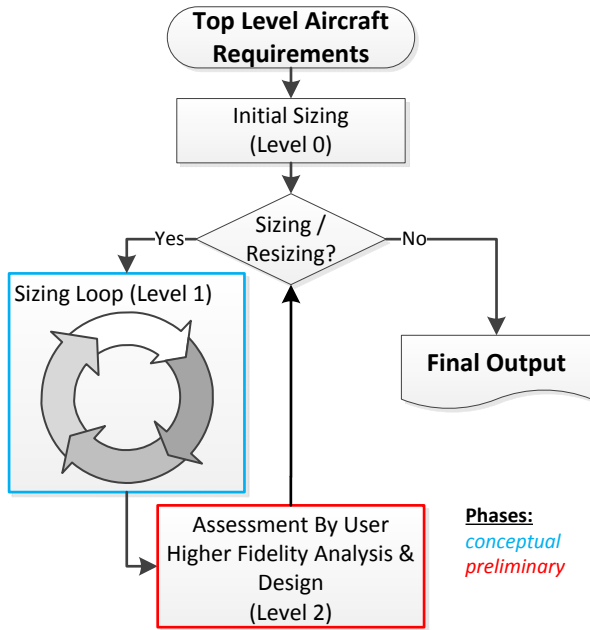 Top Level Aircraft
Requirements
Initial Sizing
(Level 0)
Sizing /
Resizing?
Yes
No
Sizing Loop (Level 1)
Final Output
Assessment By User
Higher Fidelity Analysis &
Design
(Level 2)
Phases:
conceptual
preliminary